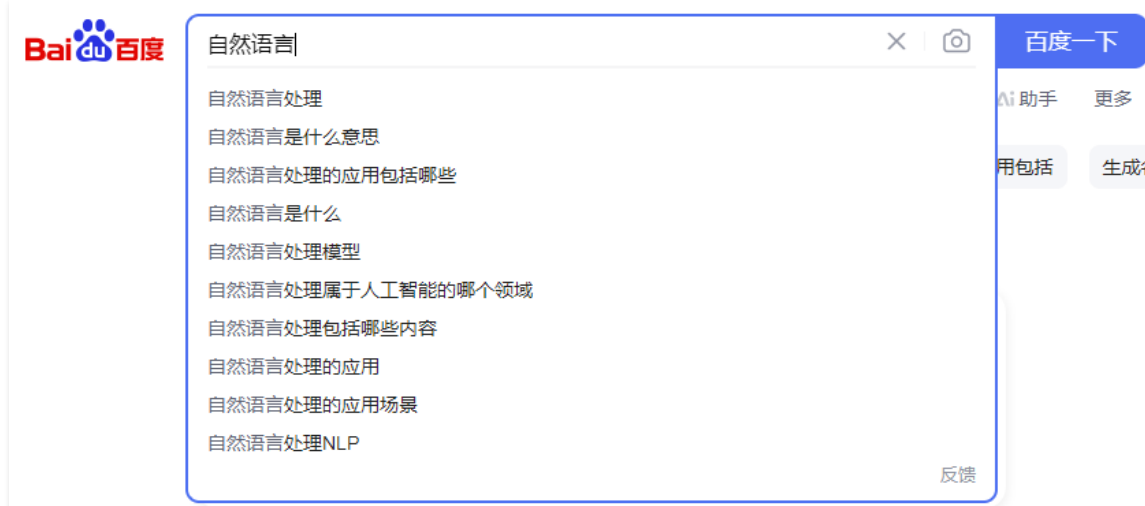 Bai du 百度
自然语言
百度一下
自然语言处理
Ai 助手 更多
自然语言是什么意思
自然语言处理的应用包括哪些
用包括
生成
自然语言是什么
自然语言处理模型
自然语言处理属于人工智能的哪个领域
自然语言处理包括哪些内容
自然语言处理的应用
自然语言处理的应用场景
自然语言处理NLP
反馈